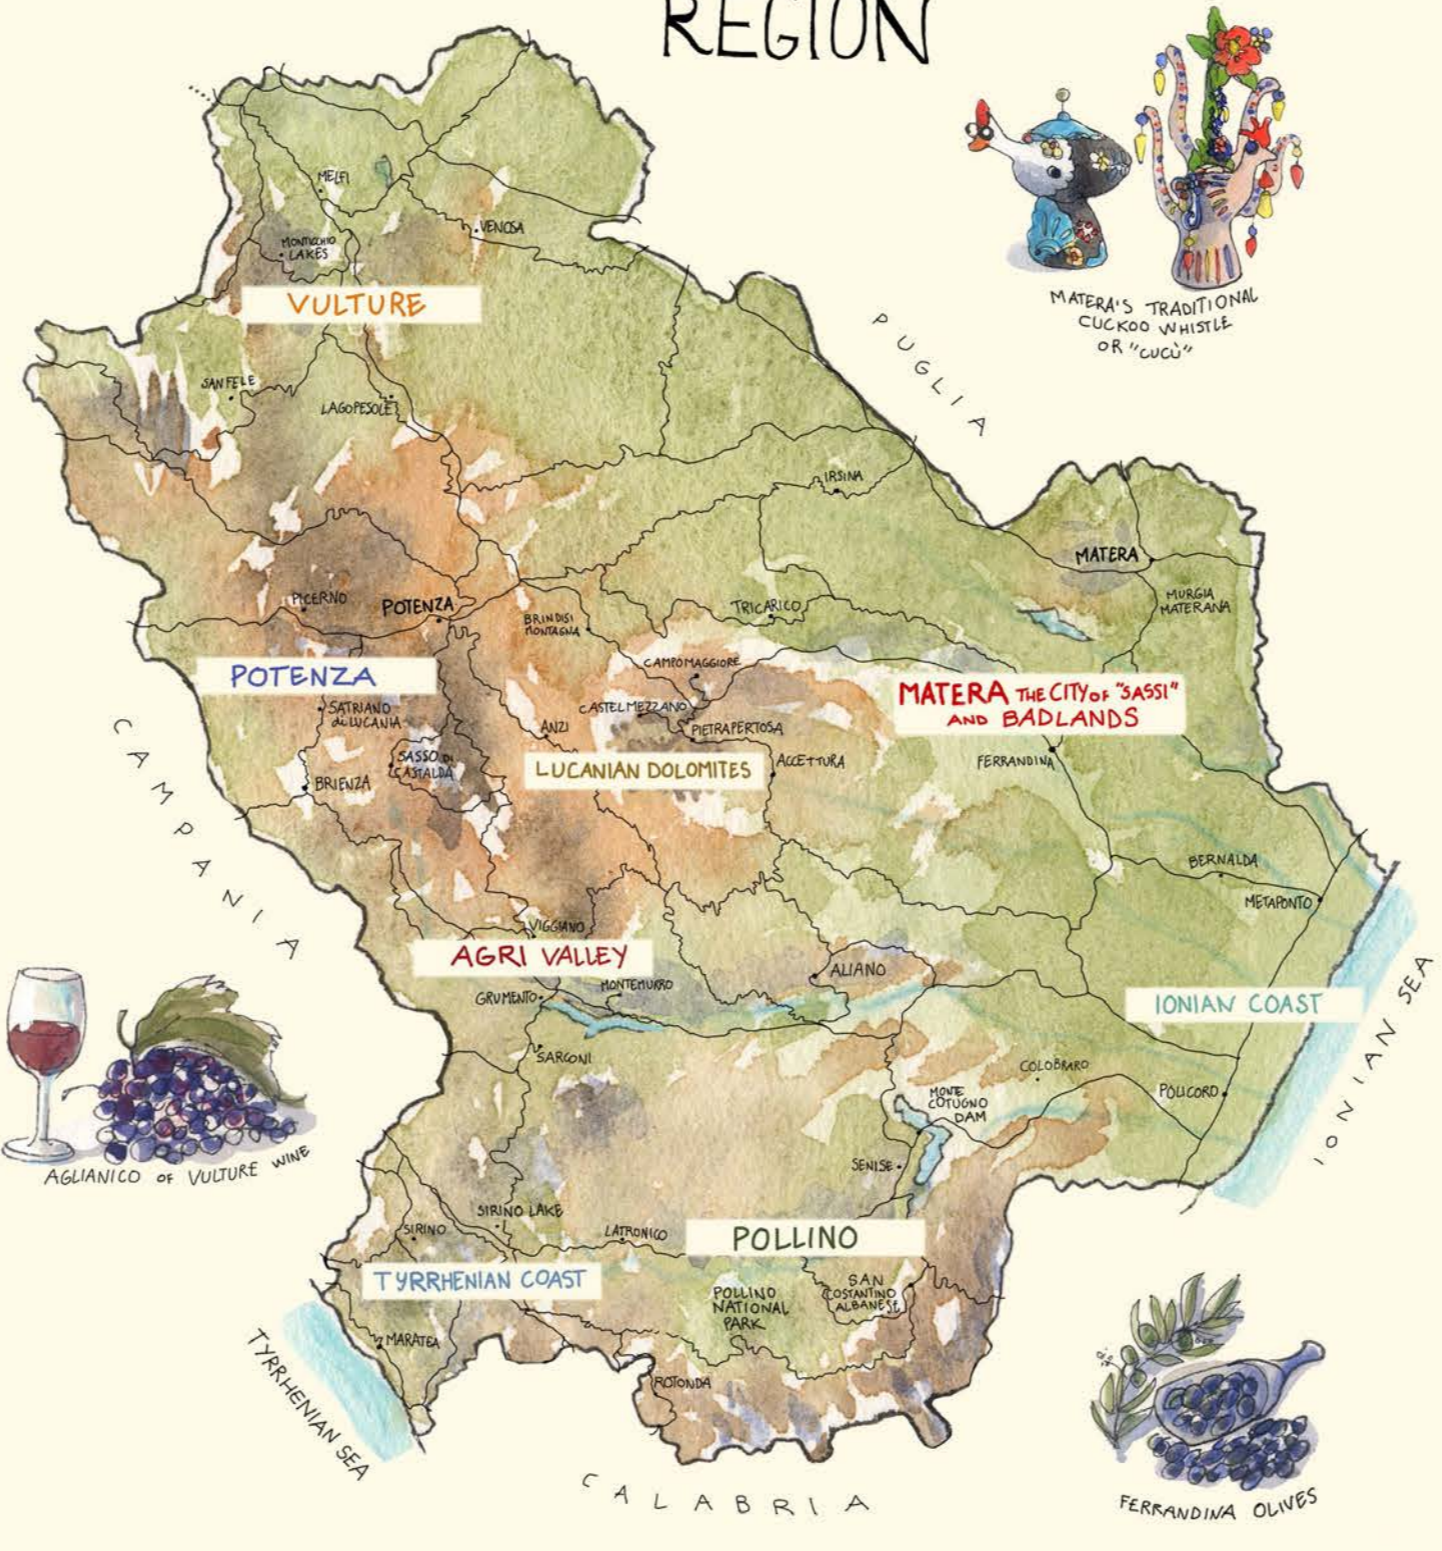 REGION
MATERA'S TRADITIONAL
CUCKOO WHISTLE
OR "CUCÙ"
PUGLIA
MELFI
VENOSA
MONTICCHIO
LAKES
VULTURE
SAN FELE
LAGOPESOLE
IRSINA
MATERA
MURGIA
MATERANA
PICERNO
POTENZA
BRINDISI
MONTAGNA
TRICARICO
POTENZA
CAMPOMAGGIORE
MATERA THE CITY OF "SASSI"
AND BADLANDS
SATRIANO
di LUCANIA
CASTELMEZZANO
ANZI
PIETRAPERTOSA
SASSO DI
CASTALDA
LUCANIAN DOLOMITES
ACCETTURA
FERRANDINA
BRIENZA
CAMPANIA
BERNALDA
METAPONTO
VIGGIANO
AGRI VALLEY
ALIANO
GRUMENTO
MONTEMURRO
IONIAN COAST
IONIAN SEA
SARCONI
COLOBRARO
MONTE
COTUGNO
DAM
POLICORO
SENISE
AGLIANICO OF VULTURE WINE
SIRINO LAKE
SIRINO
LATRONICO
POLLINO
TYRRHENIAN COAST
POLLINO
NATIONAL
PARK
SAN
COSTANTINO
ALBANESE
MARATEA
ROTONDA
TYRRHENIAN SEA
CALABRIA
FERRANDINA OLIVES